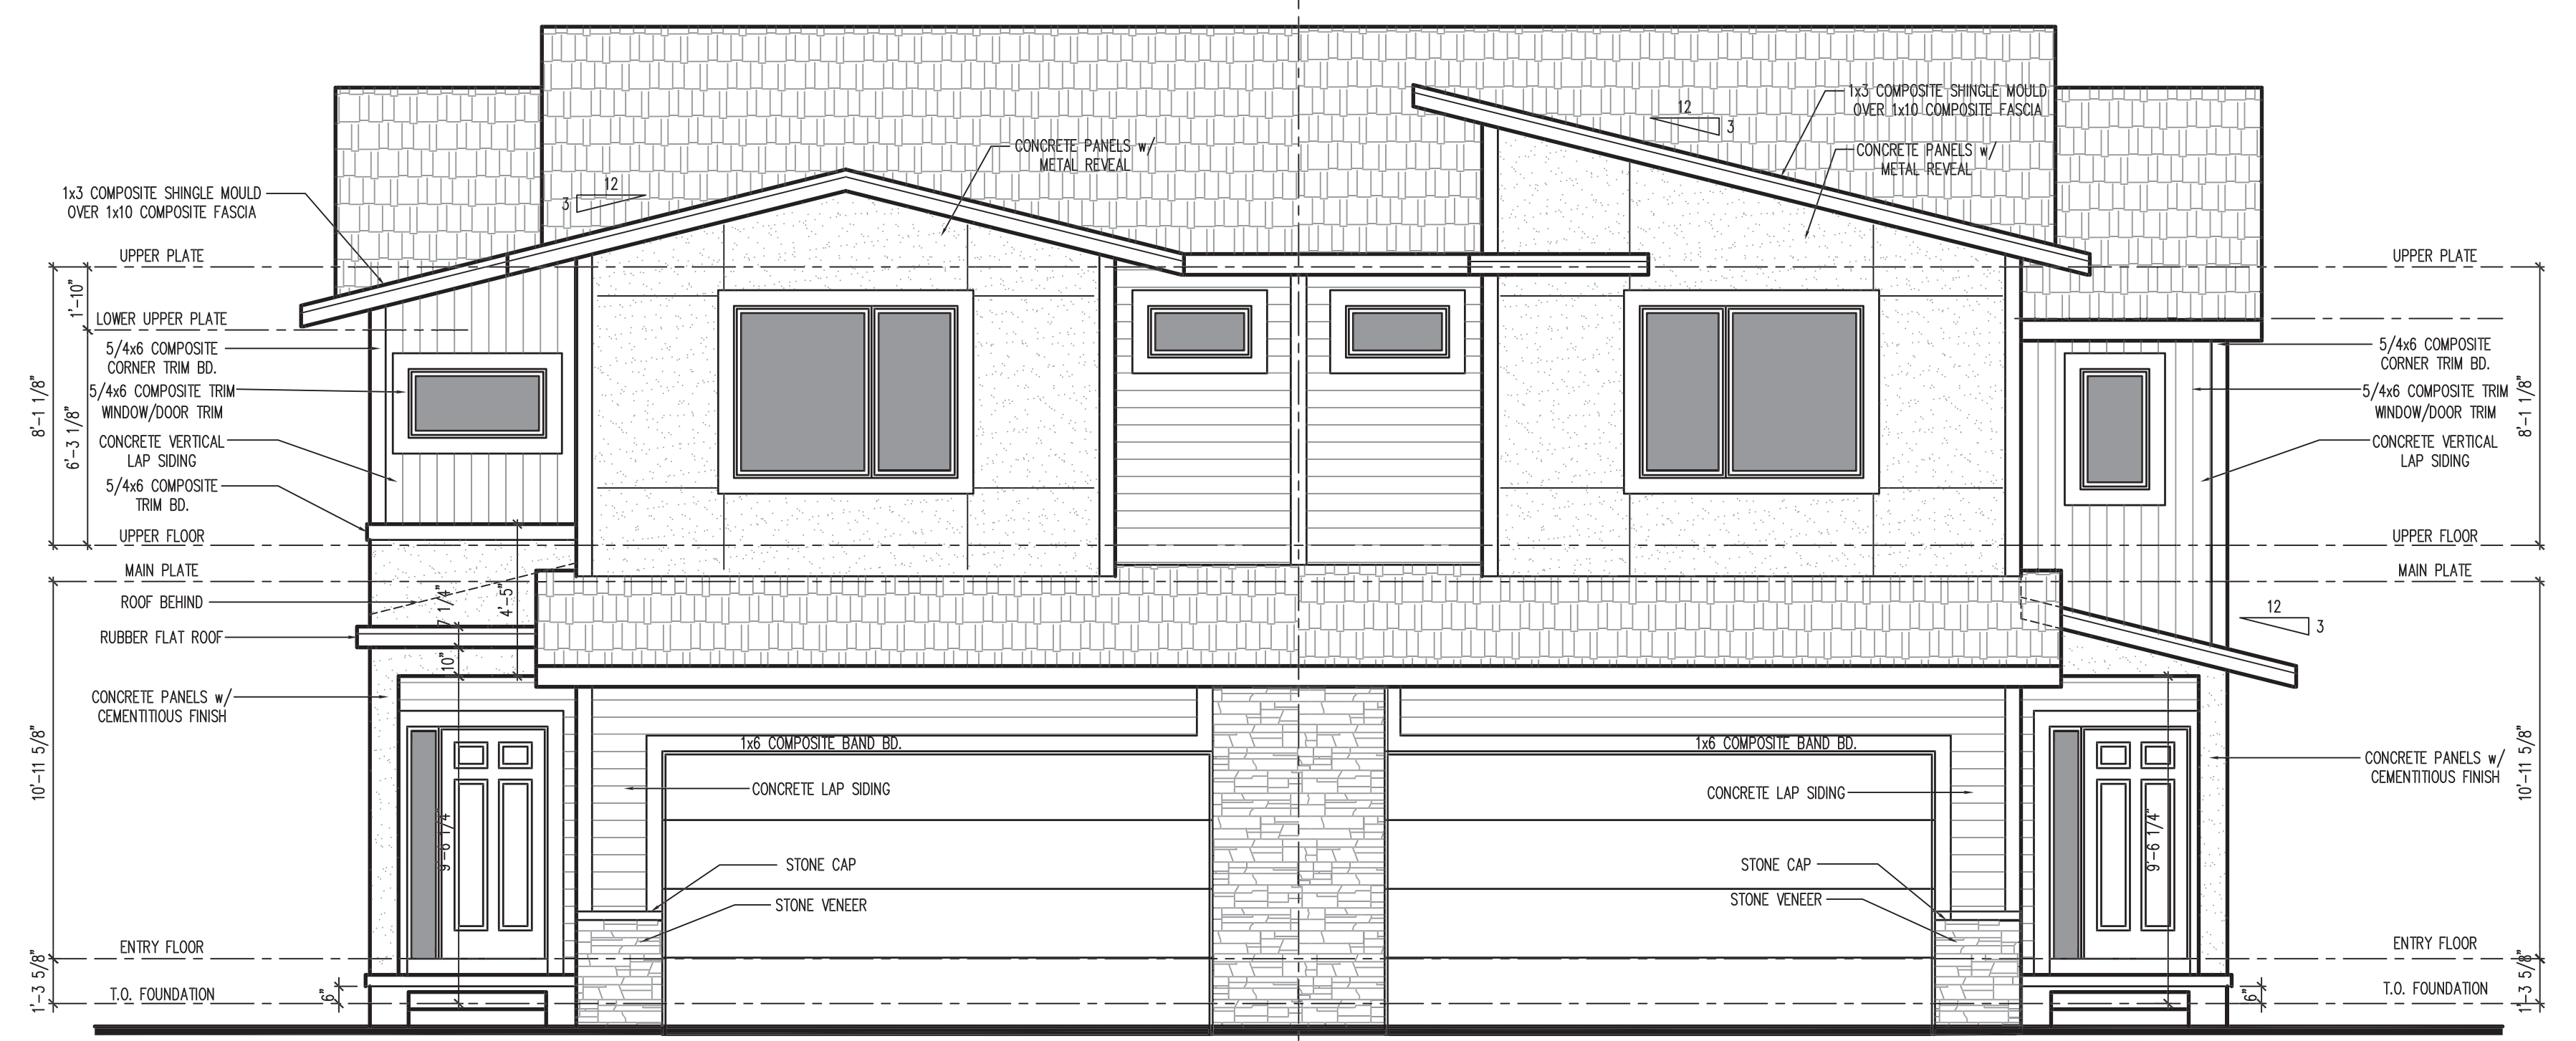 1x3 COMPOSITE SHINGLE MOULD
OVER 1x10 COMPOSITE FASCIA
12
3
CONCRETE PANELS w/
METAL REVEAL
12
3
1x3 COMPOSITE SHINGLE MOULD
OVER 1x10 COMPOSITE FASCIA
CONCRETE PANELS w/
METAL REVEAL
UPPER PLATE
LOWER UPPER PLATE
5/4x6 COMPOSITE
CORNER TRIM BD.
5/4x6 COMPOSITE TRIM
WINDOW/DOOR TRIM
CONCRETE VERTICAL
LAP SIDING
5/4x6 COMPOSITE
TRIM BD.
UPPER FLOOR
MAIN PLATE
ROOF BEHIND
RUBBER FLAT ROOF
CONCRETE PANELS w/
CEMENTITIOUS FINISH
ENTRY FLOOR
T.O. FOUNDATION
8'-1 1/8"
1'-10"
6'-3 1/8"
10'-11 5/8"
1'-3 5/8"
6"
7 1/4"
4'-5"
10"
9'-6 1/4"
1x6 COMPOSITE BAND BD.
CONCRETE LAP SIDING
STONE CAP
STONE VENEER
1x6 COMPOSITE BAND BD.
CONCRETE LAP SIDING
STONE CAP
STONE VENEER
9'-6 1/4"
UPPER PLATE
5/4x6 COMPOSITE
CORNER TRIM BD.
5/4x6 COMPOSITE TRIM
WINDOW/DOOR TRIM
CONCRETE VERTICAL
LAP SIDING
UPPER FLOOR
MAIN PLATE
12
3
CONCRETE PANELS w/
CEMENTITIOUS FINISH
ENTRY FLOOR
T.O. FOUNDATION
8'-1 1/8"
10'-11 5/8"
1'-3 5/8"
6"